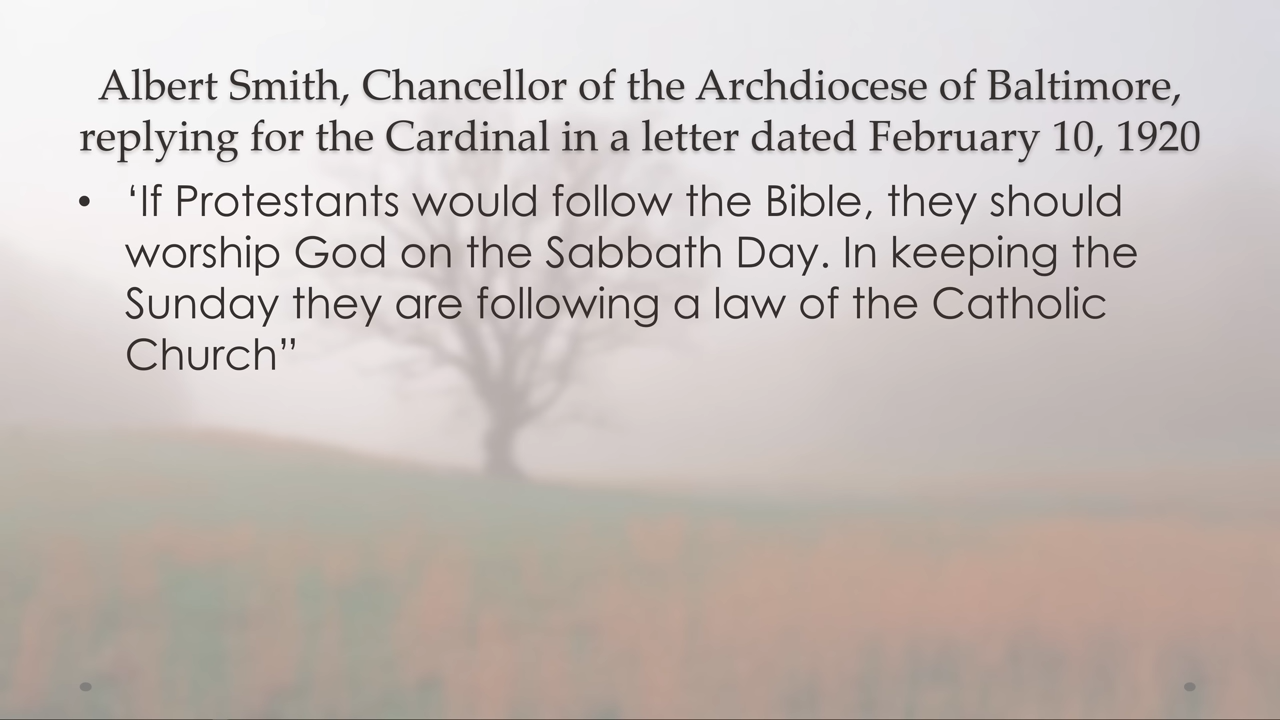 Albert Smith, Chancellor of the Archdiocese of Baltimore,
replying for the Cardinal in a letter dated February 10, 1920
• ‘If Protestants would follow the Bible, they should
worship God on the Sabbath Day. In keeping the
Sunday they are following a law of the Catholic
Church”